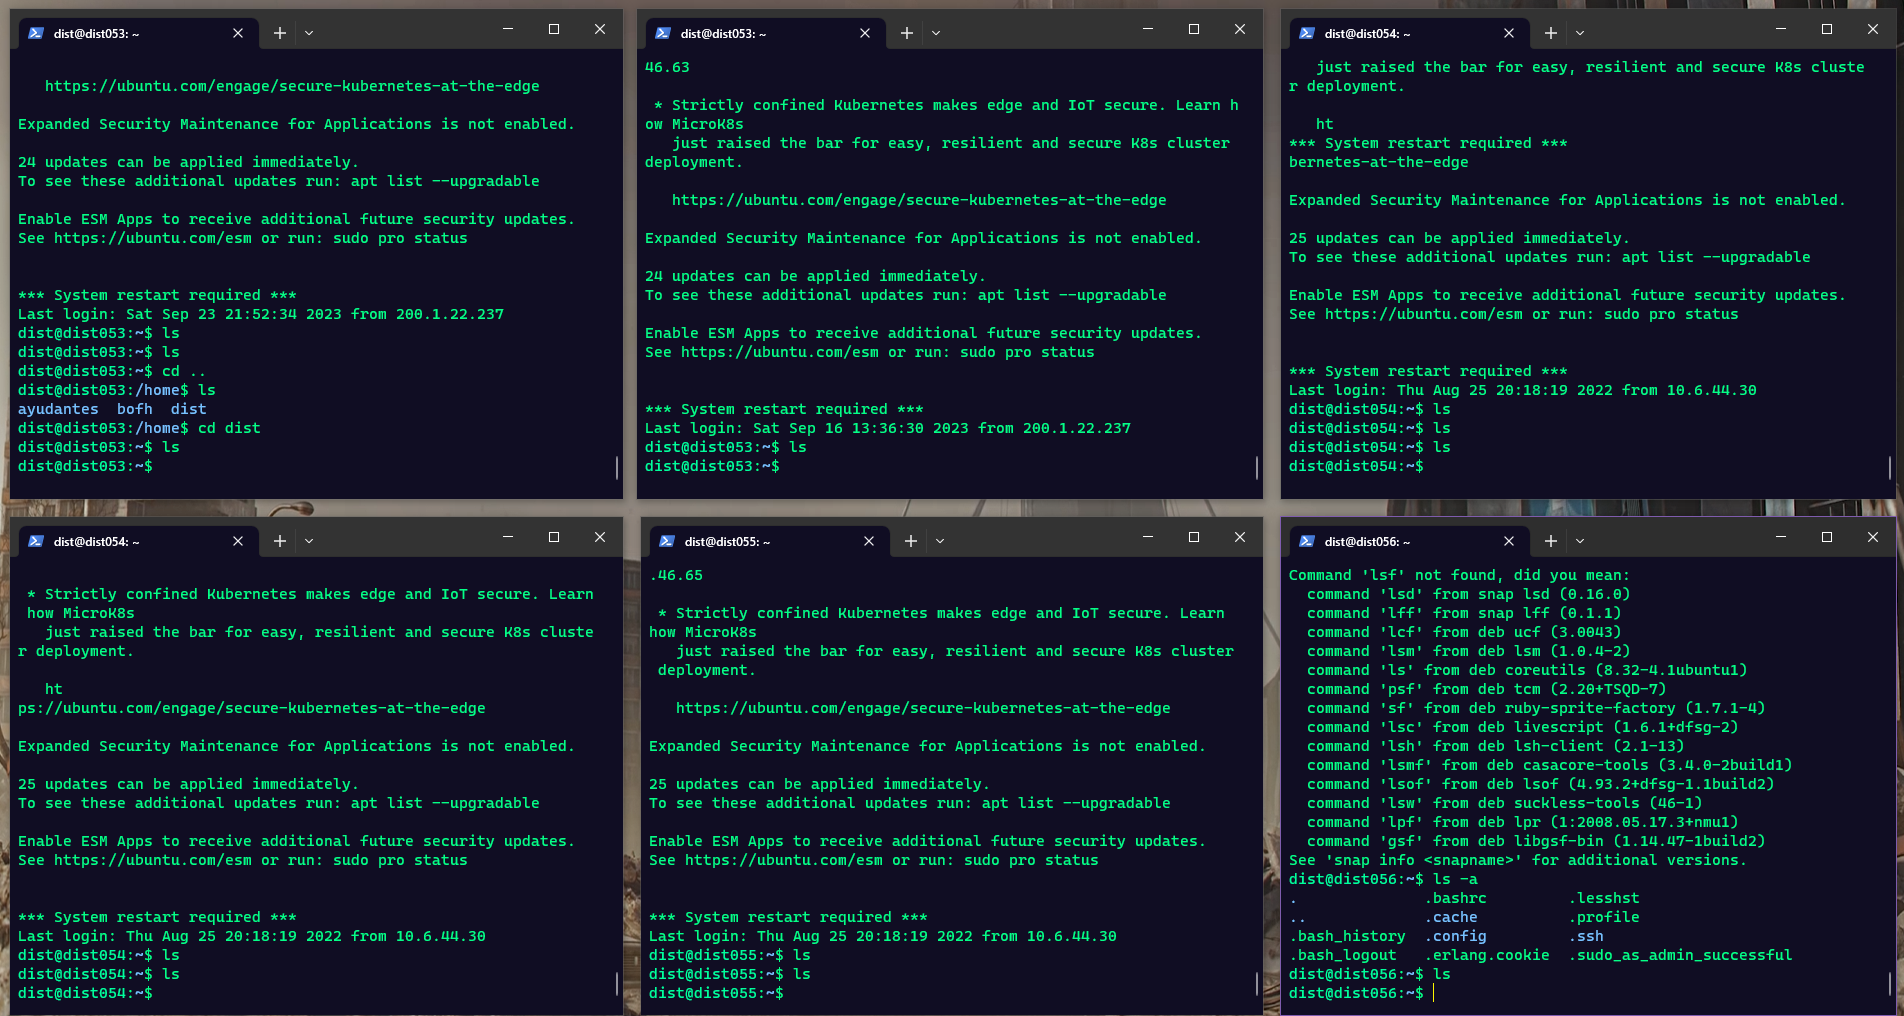 dist@dist053: ~
https://ubuntu.com/engage/secure-kubernetes-at-the-edge
Expanded Security Maintenance for Applications is not enabled.
24 updates can be applied immediately.
To see these additional updates run: apt list --upgradable
Enable ESM Apps to receive additional future security updates.
See https://ubuntu.com/esm or run: sudo pro status
*** System restart required ***
Last login: Sat Sep 23 21:52:34 2023 from 200.1.22.237
dist@dist053:~$ ls
dist@dist053:~$ ls
dist@dist053:~$ cd ..
dist@dist053:/home$ ls
ayudantes  bofh  dist
dist@dist053:/home$ cd dist
dist@dist053:~$ ls
dist@dist053:~$
dist@dist053: ~
46.63
* Strictly confined Kubernetes makes edge and IoT secure. Learn h
ow MicroK8s
just raised the bar for easy, resilient and secure K8s cluster
deployment.
https://ubuntu.com/engage/secure-kubernetes-at-the-edge
Expanded Security Maintenance for Applications is not enabled.
24 updates can be applied immediately.
To see these additional updates run: apt list --upgradable
Enable ESM Apps to receive additional future security updates.
See https://ubuntu.com/esm or run: sudo pro status
*** System restart required ***
Last login: Sat Sep 16 13:36:30 2023 from 200.1.22.237
dist@dist053:~$ ls
dist@dist053:~$
dist@dist054: ~
just raised the bar for easy, resilient and secure K8s cluste
r deployment.
ht
*** System restart required ***
bernetes-at-the-edge
Expanded Security Maintenance for Applications is not enabled.
25 updates can be applied immediately.
To see these additional updates run: apt list --upgradable
Enable ESM Apps to receive additional future security updates.
See https://ubuntu.com/esm or run: sudo pro status
*** System restart required ***
Last login: Thu Aug 25 20:18:19 2022 from 10.6.44.30
dist@dist054:~$ ls
dist@dist054:~$ ls
dist@dist054:~$ ls
dist@dist054:~$
dist@dist054: ~
* Strictly confined Kubernetes makes edge and IoT secure. Learn
how MicroK8s
just raised the bar for easy, resilient and secure K8s cluste
r deployment.
ht
ps://ubuntu.com/engage/secure-kubernetes-at-the-edge
Expanded Security Maintenance for Applications is not enabled.
25 updates can be applied immediately.
To see these additional updates run: apt list --upgradable
Enable ESM Apps to receive additional future security updates.
See https://ubuntu.com/esm or run: sudo pro status
*** System restart required ***
Last login: Thu Aug 25 20:18:19 2022 from 10.6.44.30
dist@dist054:~$ ls
dist@dist054:~$ ls
dist@dist054:~$
dist@dist055: ~
.46.65
* Strictly confined Kubernetes makes edge and IoT secure. Learn
how MicroK8s
just raised the bar for easy, resilient and secure K8s cluster
deployment.
https://ubuntu.com/engage/secure-kubernetes-at-the-edge
Expanded Security Maintenance for Applications is not enabled.
25 updates can be applied immediately.
To see these additional updates run: apt list --upgradable
Enable ESM Apps to receive additional future security updates.
See https://ubuntu.com/esm or run: sudo pro status
*** System restart required ***
Last login: Thu Aug 25 20:18:19 2022 from 10.6.44.30
dist@dist055:~$ ls
dist@dist055:~$ ls
dist@dist055:~$
dist@dist056: ~
Command 'lsf' not found, did you mean:
command 'lsd' from snap lsd (0.16.0)
command 'lff' from snap lff (0.1.1)
command 'lcf' from deb ucf (3.0043)
command 'lsm' from deb lsm (1.0.4-2)
command 'ls' from deb coreutils (8.32-4.1ubuntu1)
command 'psf' from deb tcm (2.20+TSQD-7)
command 'sf' from deb ruby-sprite-factory (1.7.1-4)
command 'lsc' from deb livescript (1.6.1+dfsg-2)
command 'lsh' from deb lsh-client (2.1-13)
command 'lsmf' from deb casacore-tools (3.4.0-2build1)
command 'lsof' from deb lsof (4.93.2+dfsg-1.1build2)
command 'lsw' from deb suckless-tools (46-1)
command 'lpf' from deb lpr (1:2008.05.17.3+nmu1)
command 'gsf' from deb libgsf-bin (1.14.47-1build2)
See 'snap info <snapname>' for additional versions.
dist@dist056:~$ ls -a
.  .bashrc  .lesshst
..  .cache  .profile
.bash_history  .config  .ssh
.bash_logout  .erlang.cookie  .sudo_as_admin_successful
dist@dist056:~$ ls
dist@dist056:~$